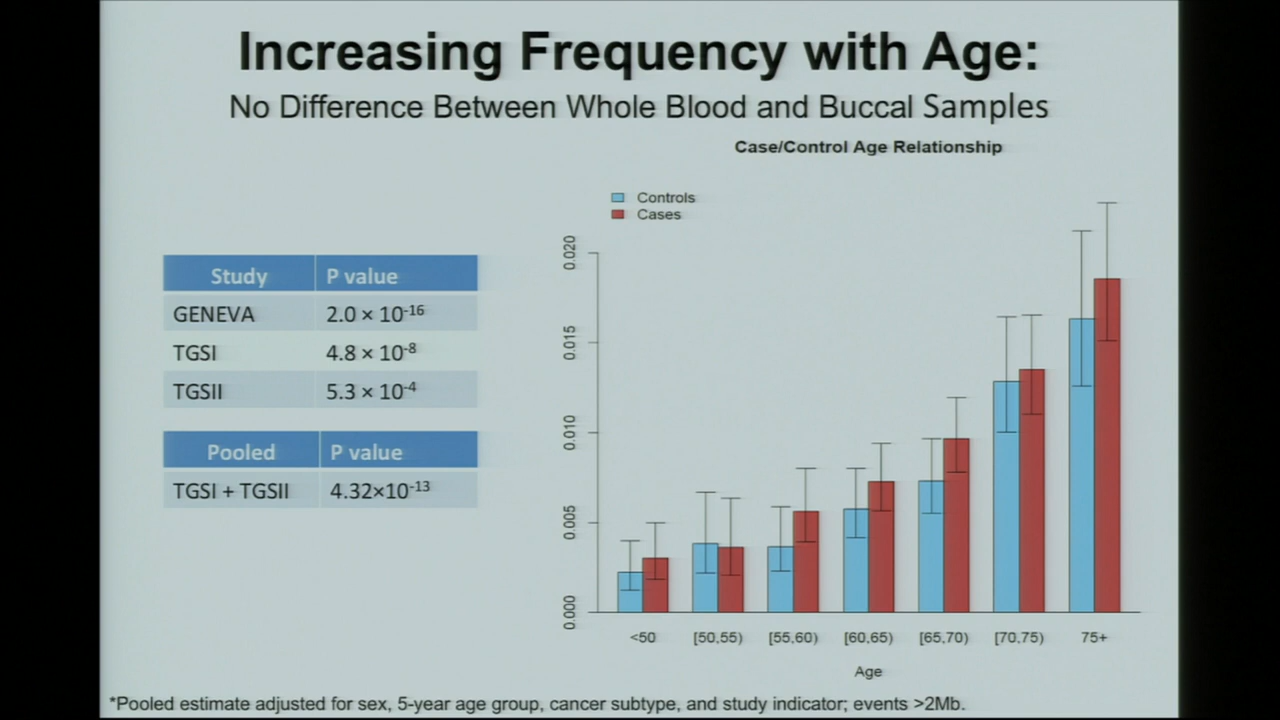 Increasing Frequency with Age:
No Difference Between Whole Blood and Buccal Samples
Case/Control Age Relationship
Controls
Cases
Study P value
GENEVA 2.0 × 10-16
TGSI 4.8 × 10-8
TGSII 5.3 × 10-4
Pooled P value
TGSI + TGSII 4.32×10-13
0.020
0.015
0.010
0.005
0.000
<50 [50,55) [55,60) [60,65) [65,70) [70,75) 75+
Age
*Pooled estimate adjusted for sex, 5-year age group, cancer subtype, and study indicator; events >2Mb.